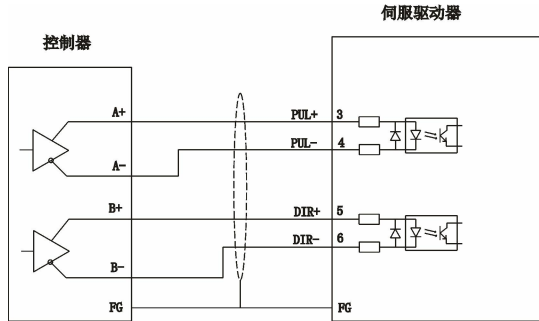 控制器
伺服驱动器
A+
PUL+ 3
PUL- 4
A-
B+
DIR+ 5
DIR- 6
B-
FG
FG